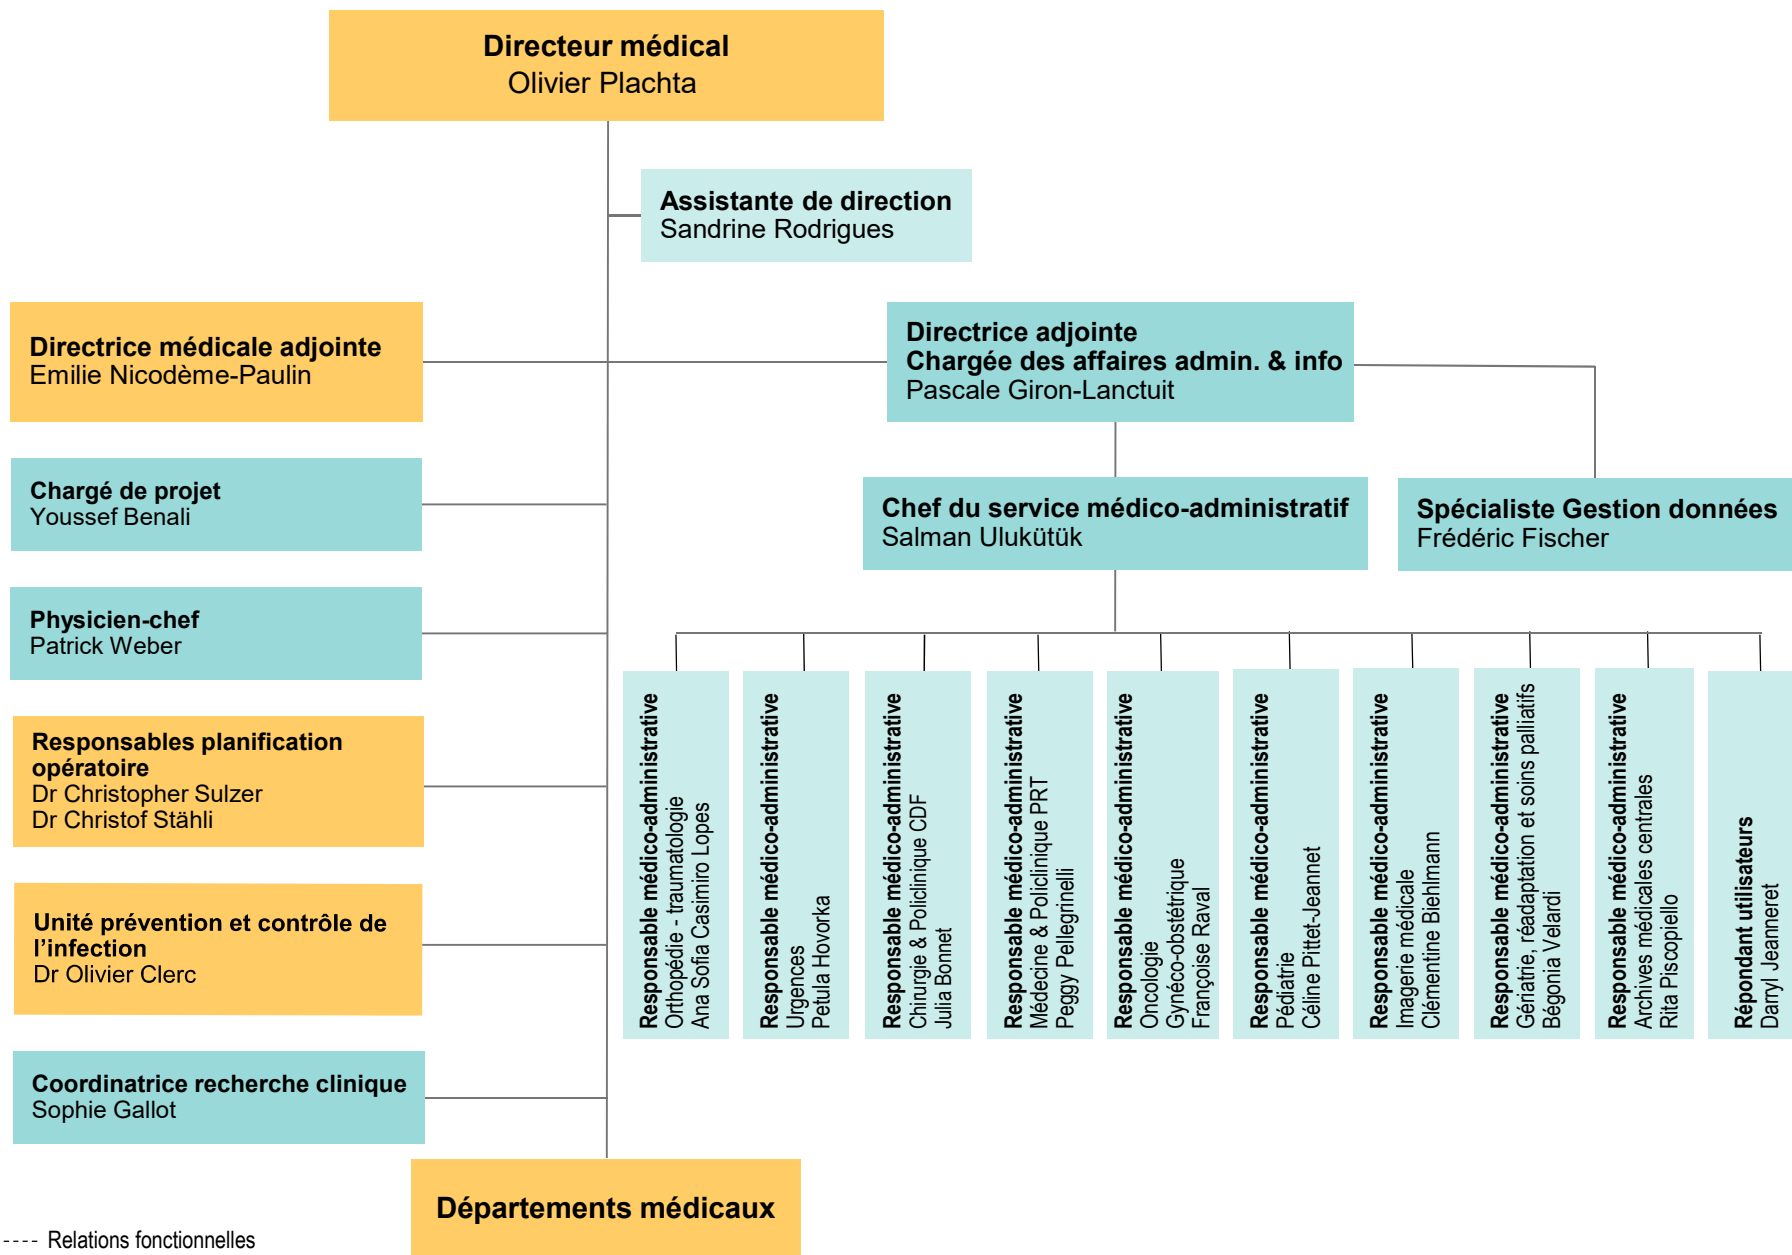 Directeur médical
Olivier Plachta
Assistante de direction
Sandrine Rodrigues
Directrice médicale adjointe
Emilie Nicodème-Paulin
Directrice adjointe
Chargée des affaires admin. & info
Pascale Giron-Lanctuit
Chargé de projet
Youssef Benali
Chef du service médico-administratif
Salman Ulukütük
Spécialiste Gestion données
Frédéric Fischer
Physicien-chef
Patrick Weber
Responsables planification
opératoire
Dr Christopher Sulzer
Dr Christof Stähli
Unité prévention et contrôle de
l'infection
Dr Olivier Clerc
Coordinatrice recherche clinique
Sophie Gallot
Responsable médico-administrative
Orthopédie - traumatologie
Ana Sofia Casimiro Lopes
Responsable médico-administrative
Urgences
Petula Hovorka
Responsable médico-administrative
Chirurgie & Policlinique CDF
Julia Bonnet
Responsable médico-administrative
Médecine & Policlinique PRT
Peggy Pellegrinelli
Responsable médico-administrative
Oncologie
Gynéco-obstétrique
Françoise Raval
Responsable médico-administrative
Pédiatrie
Céline Pittet-Jeannet
Responsable médico-administrative
Imagerie médicale
Clémentine Biehlmann
Responsable médico-administrative
Gériatrie, réadaptation et soins palliatifs
Bégonia Velardi
Responsable médico-administrative
Archives médicales centrales
Rita Piscopiello
Répondant utilisateurs
Darryl Jeanneret
Départements médicaux
---- Relations fonctionnelles